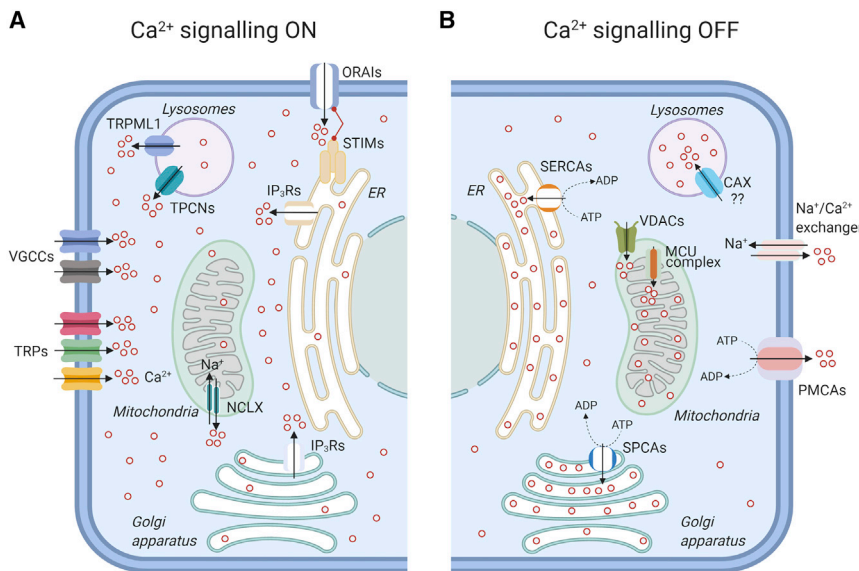 A
Ca²⁺ signalling ON
ORAIs
Lysosomes
TRPML1
STIMs
TPCNs
IP₃Rs
ER
VGCCs
TRPs
Ca²⁺
Na⁺
NCLX
Mitochondria
IP₃Rs
Golgi
apparatus
B
Ca²⁺ signalling OFF
Lysosomes
SERCAs
ER
ADP
ATP
CAX
??
VDACs
MCU
complex
Na⁺/Ca²⁺
exchange
Na⁺
ATP
ADP
PMCAs
Mitochondria
ADP
ATP
SPCAs
Golgi
apparatus